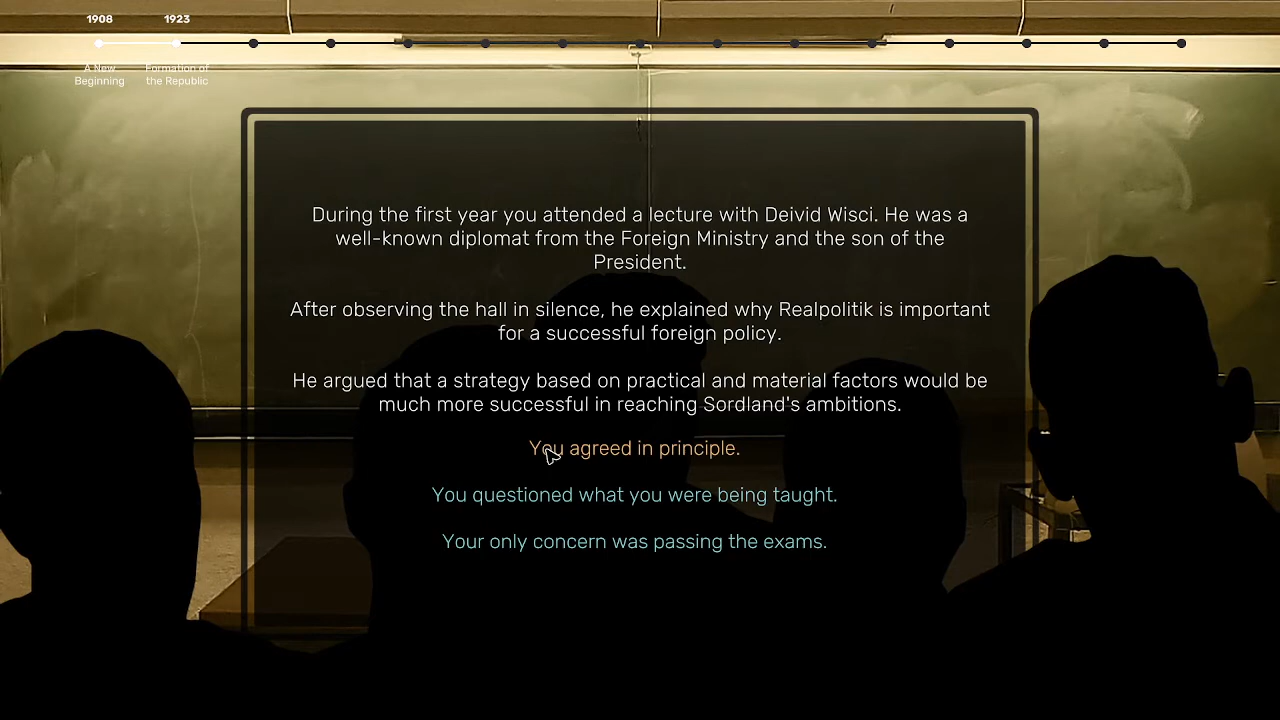 1908 1923
A New Formation of
Beginning the Republic
During the first year you attended a lecture with Deivid Wisci. He was a
well-known diplomat from the Foreign Ministry and the son of the
President.
After observing the hall in silence, he explained why Realpolitik is important
for a successful foreign policy.
He argued that a strategy based on practical and material factors would be
much more successful in reaching Sordland's ambitions.
You agreed in principle.
You questioned what you were being taught.
Your only concern was passing the exams.